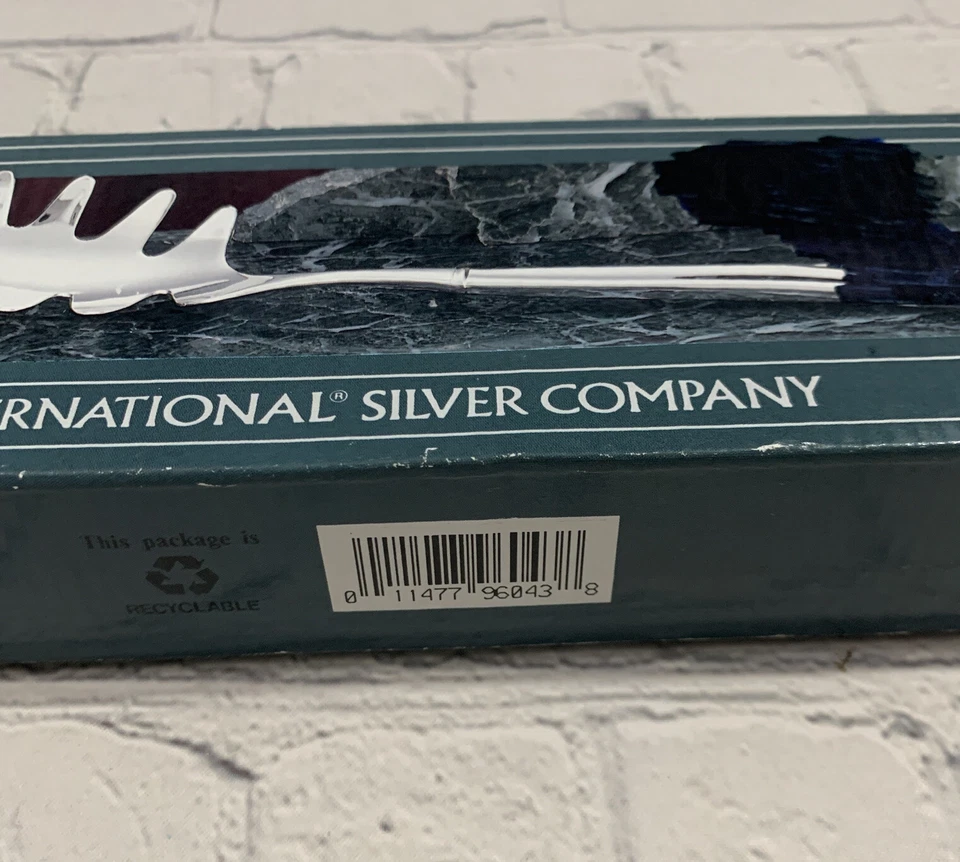 RNATIONAL® SILVER COMPANY
This package is
RECYCLABLE
0 11477 96043 8